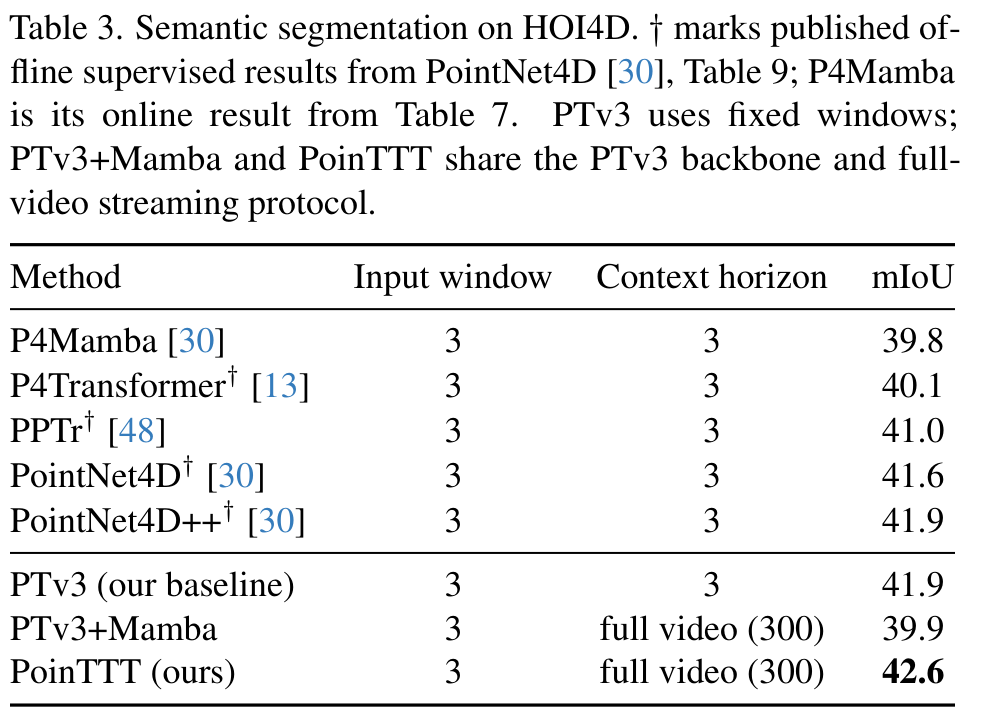 Table 3. Semantic segmentation on HOI4D. † marks published of-
fline supervised results from PointNet4D [30], Table 9; P4Mamba
is its online result from Table 7. PTv3 uses fixed windows;
PTv3+Mamba and PoinTTT share the PTv3 backbone and full-
video streaming protocol.
Method Input window Context horizon mIoU
P4Mamba [30] 3 3 39.8
P4Transformer† [13] 3 3 40.1
PPTr† [48] 3 3 41.0
PointNet4D† [30] 3 3 41.6
PointNet4D++† [30] 3 3 41.9
PTv3 (our baseline) 3 3 41.9
PTv3+Mamba 3 full video (300) 39.9
PoinTTT (ours) 3 full video (300) 42.6